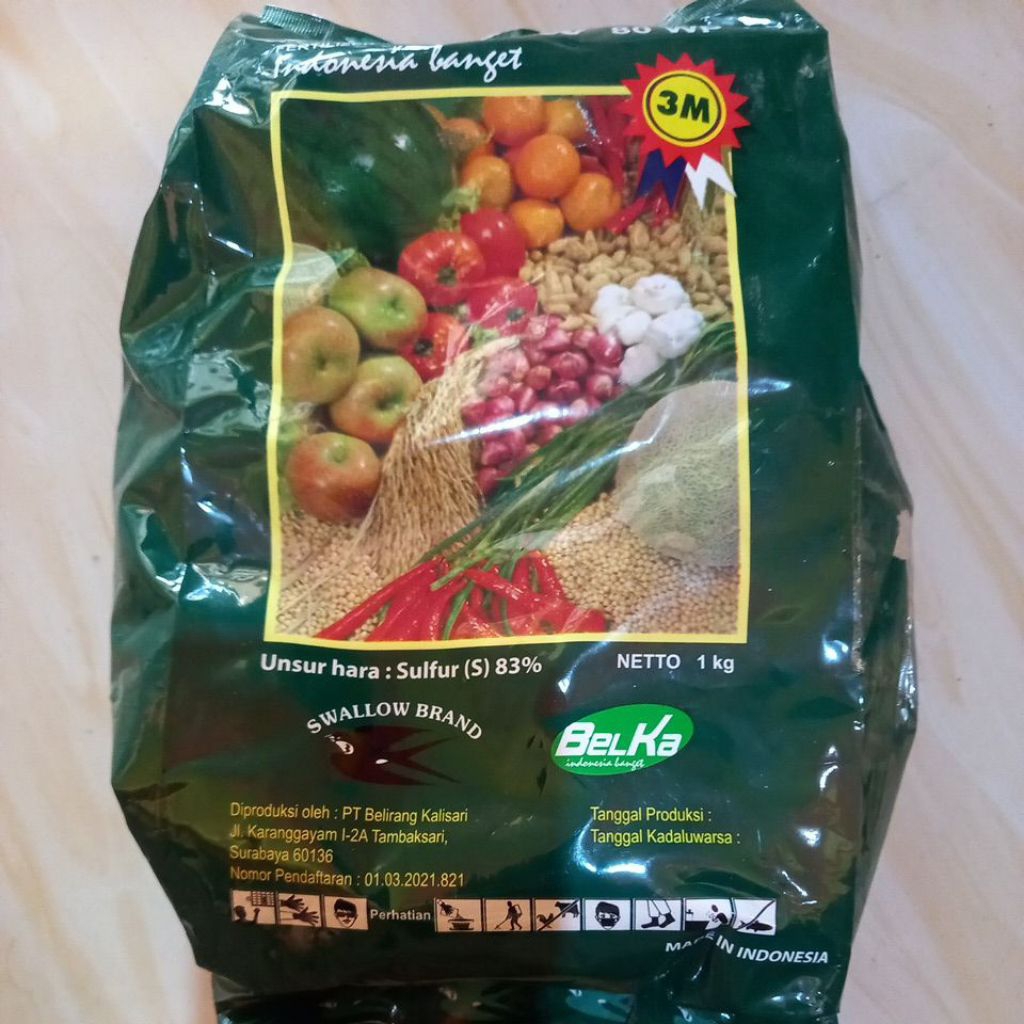 80 WP
Indonesia banget
3M
Unsur hara : Sulfur (S) 83%
NETTO 1 kg
SWALLOW BRAND
BELKA
indonesia banget
Diproduksi oleh : PT Belirang Kalisari
Jl. Karanggayam I-2A Tambaksari,
Surabaya 60136
Nomor Pendaftaran : 01.03.2021.821
Tanggal Produksi :
Tanggal Kadaluwarsa :
Perhatian
MADE IN INDONESIA